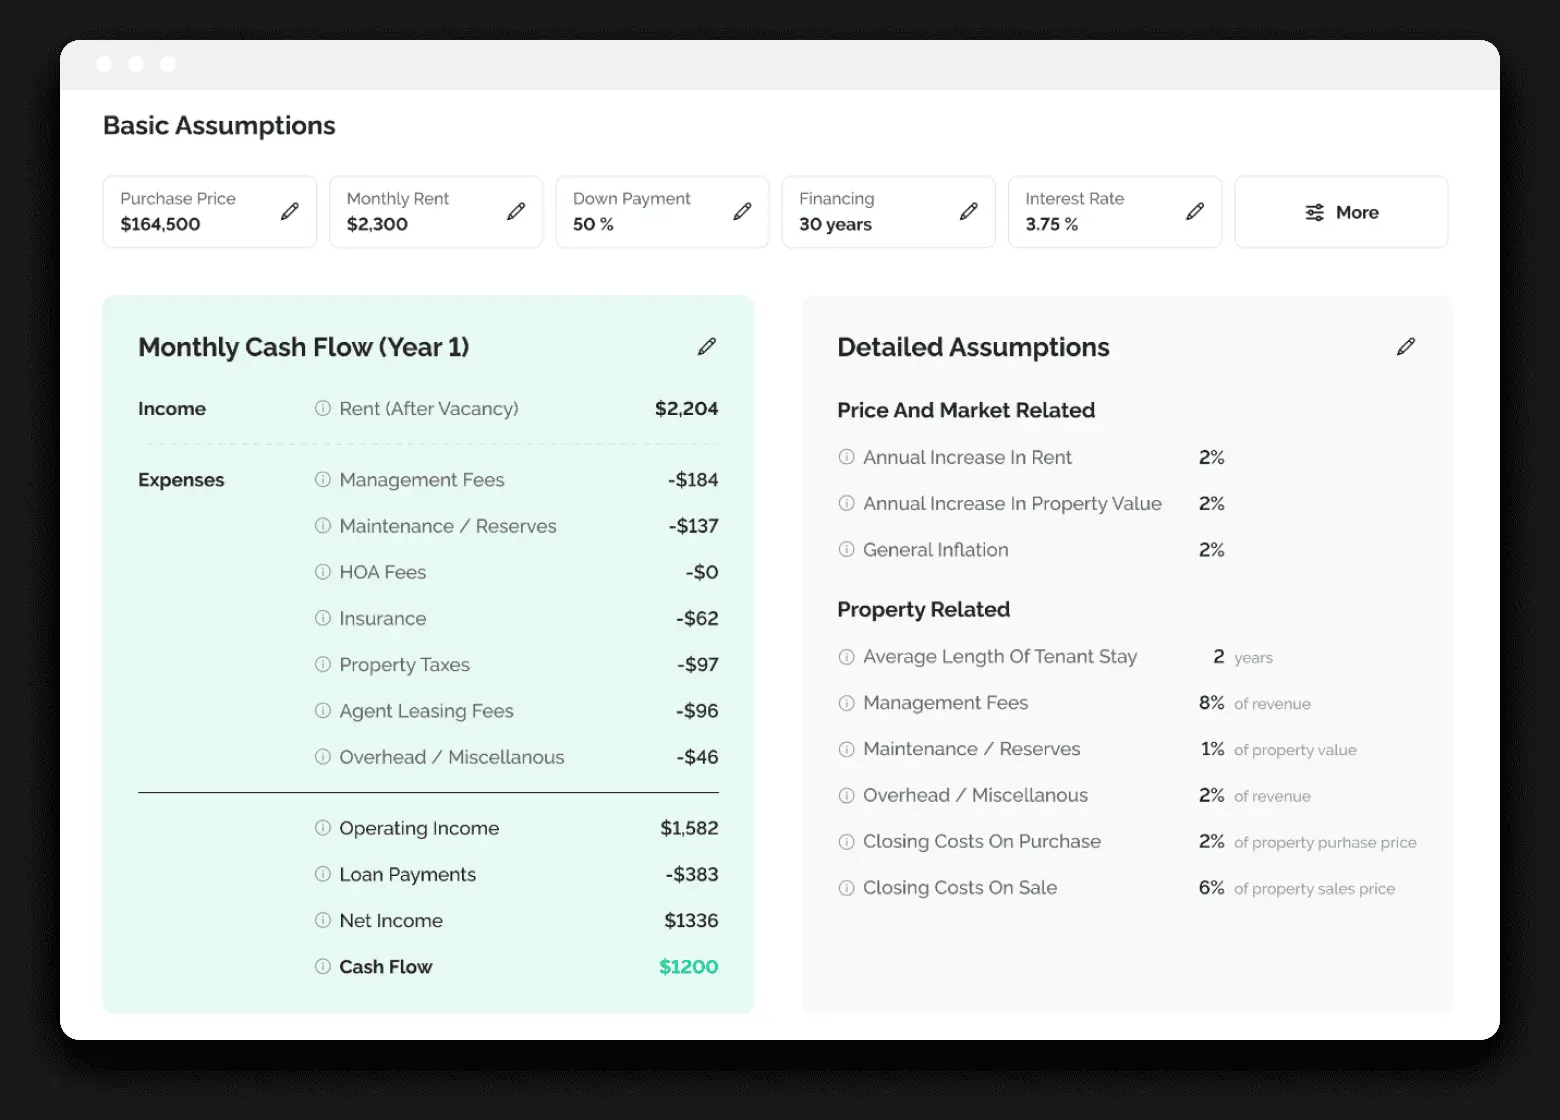 Basic Assumptions
Purchase Price
$164,500
Monthly Rent
$2,300
Down Payment
50 %
Financing
30 years
Interest Rate
3.75 %
More
Monthly Cash Flow (Year 1)
Income Rent (After Vacancy) $2,204
Expenses Management Fees -$184
Maintenance / Reserves -$137
HOA Fees -$0
Insurance -$62
Property Taxes -$97
Agent Leasing Fees -$96
Overhead / Miscellanous -$46
Operating Income $1,582
Loan Payments -$383
Net Income $1336
Cash Flow $1200
Detailed Assumptions
Price And Market Related
Annual Increase In Rent 2%
Annual Increase In Property Value 2%
General Inflation 2%
Property Related
Average Length Of Tenant Stay 2 years
Management Fees 8% of revenue
Maintenance / Reserves 1% of property value
Overhead / Miscellanous 2% of revenue
Closing Costs On Purchase 2% of property purhase price
Closing Costs On Sale 6% of property sales price